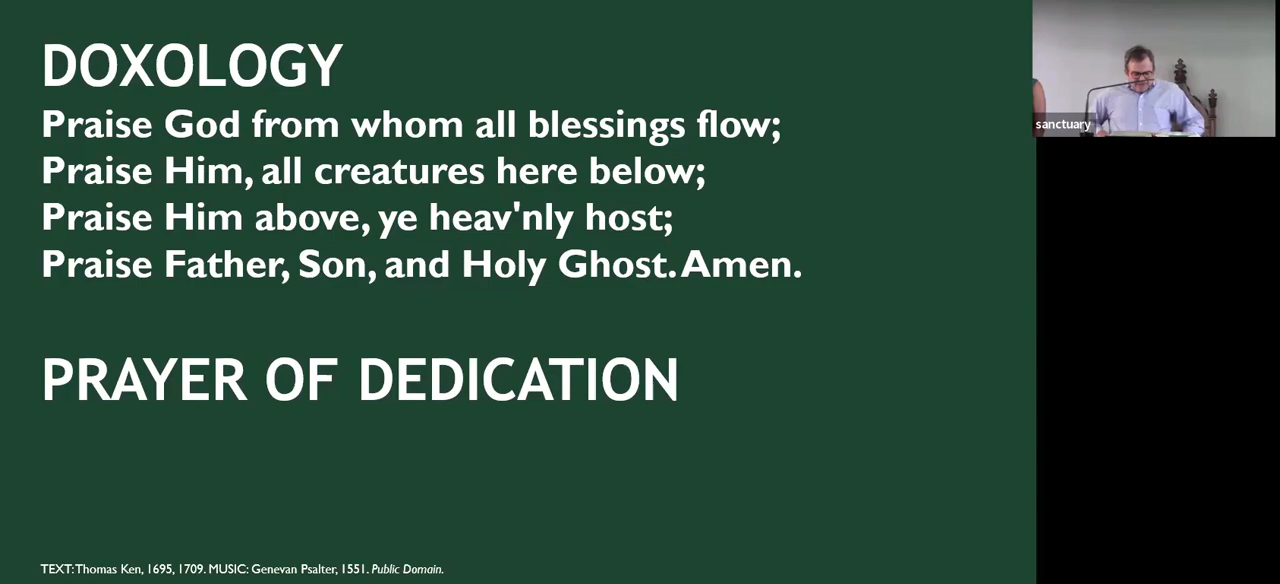 DOXOLOGY
Praise God from whom all blessings flow;
Praise Him, all creatures here below;
Praise Him above, ye heav'nly host;
Praise Father, Son, and Holy Ghost. Amen.
PRAYER OF DEDICATION
TEXT: Thomas Ken, 1695, 1709. MUSIC: Genevan Psalter, 1551. Public Domain.
sanctuary